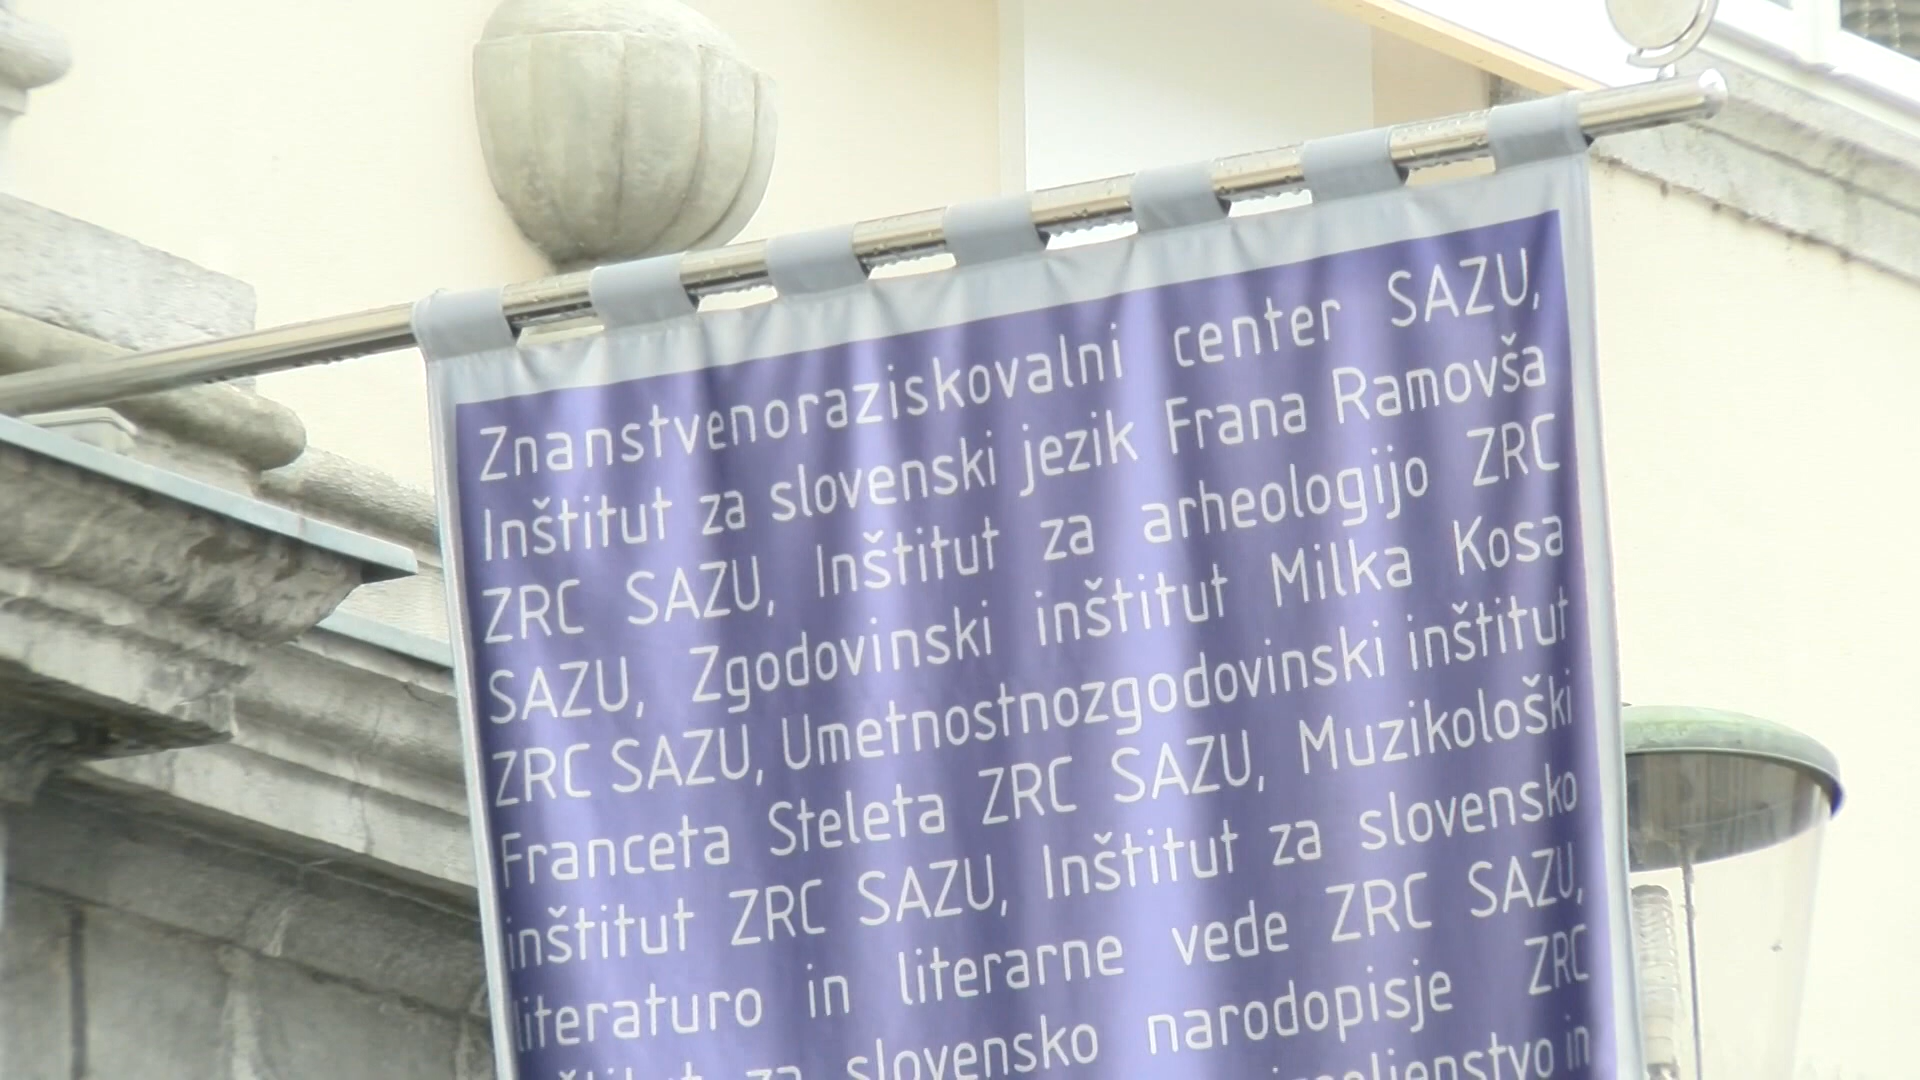 Znanstvenoraziskovalni center SAZU,
Inštitut za slovenski jezik Frana Ramovša
ZRC SAZU, Inštitut za arheologijo ZRC
SAZU, Zgodovinski inštitut Milka Kosa
ZRC SAZU, Umetnostnozgodovinski inštitut
Franceta Steleta ZRC SAZU, Muzikološki
inštitut ZRC SAZU, Inštitut za slovensko
literaturo in literarne vede ZRC SAZU,
za slovensko narodopisje ZRC
in